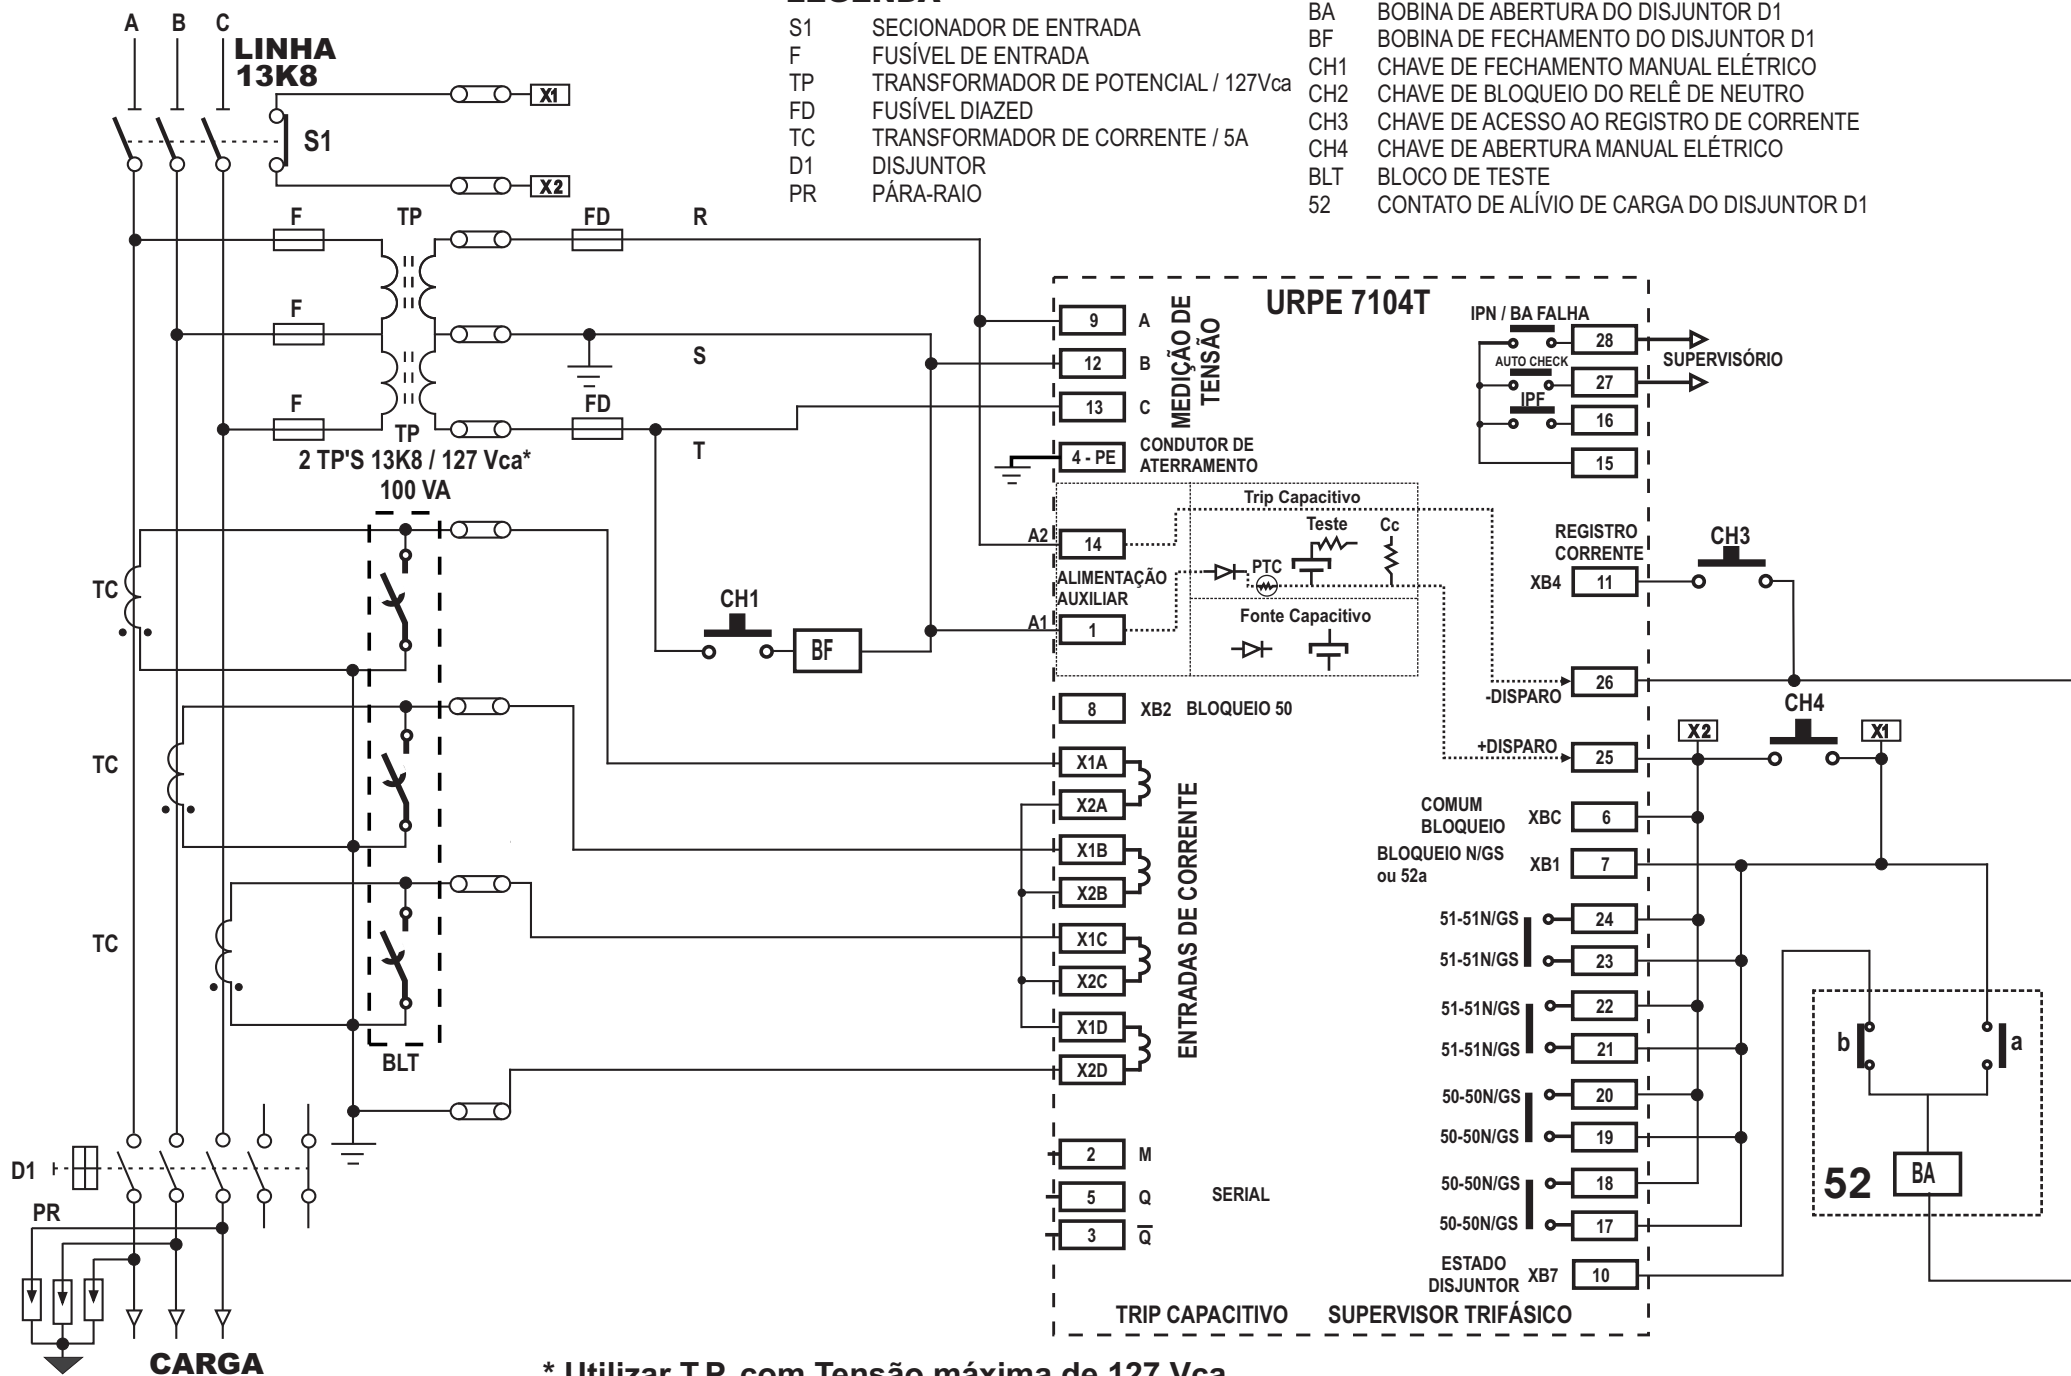 LEGENDA
S1 SECIONADOR DE ENTRADA
F FUSÍVEL DE ENTRADA
TP TRANSFORMADOR DE POTENCIAL / 127Vca
FD FUSÍVEL DIAZED
TC TRANSFORMADOR DE CORRENTE / 5A
D1 DISJUNTOR
PR PÁRA-RAIO
BA BOBINA DE ABERTURA DO DISJUNTOR D1
BF BOBINA DE FECHAMENTO DO DISJUNTOR D1
CH1 CHAVE DE FECHAMENTO MANUAL ELÉTRICO
CH2 CHAVE DE BLOQUEIO DO RELÊ DE NEUTRO
CH3 CHAVE DE ACESSO AO REGISTRO DE CORRENTE
CH4 CHAVE DE ABERTURA MANUAL ELÉTRICO
BLT BLOCO DE TESTE
52 CONTATO DE ALÍVIO DE CARGA DO DISJUNTOR D1
A B C
LINHA
13K8
X1
S1
X2
F TP FD R
F
S
F FD
TP
T
2 TP'S 13K8 / 127 Vca*
100 VA
TC
TC
TC
BLT
CH1
BF
D1
PR
CARGA
URPE 7104T
9 A
12 B
13 C
MEDIÇÃO DE
TENSÃO
4 - PE
CONDUTOR DE
ATERRAMENTO
A2 14
ALIMENTAÇÃO
AUXILIAR
A1 1
Trip Capacitivo
Teste Cc
PTC
Fonte Capacitivo
8 XB2 BLOQUEIO 50
X1A
X2A
X1B
X2B
X1C
X2C
X1D
X2D
ENTRADAS DE CORRENTE
2 M
5 Q
SERIAL
3 Q̅
TRIP CAPACITIVO SUPERVISOR TRIFÁSICO
IPN / BA FALHA
28
AUTO CHECK
27
SUPERVISÓRIO
IPF
16
15
REGISTRO
CORRENTE
XB4 11
CH3
-DISPARO 26
CH4
X2 X1
+DISPARO 25
COMUM
BLOQUEIO
XBC 6
BLOQUEIO N/GS
ou 52a
XB1 7
51-51N/GS 24
51-51N/GS 23
51-51N/GS 22
51-51N/GS 21
50-50N/GS 20
50-50N/GS 19
50-50N/GS 18
50-50N/GS 17
ESTADO
DISJUNTOR
XB7 10
b a
52 BA
* Utilizar T.P. com Tensão máxima de 127 Vca